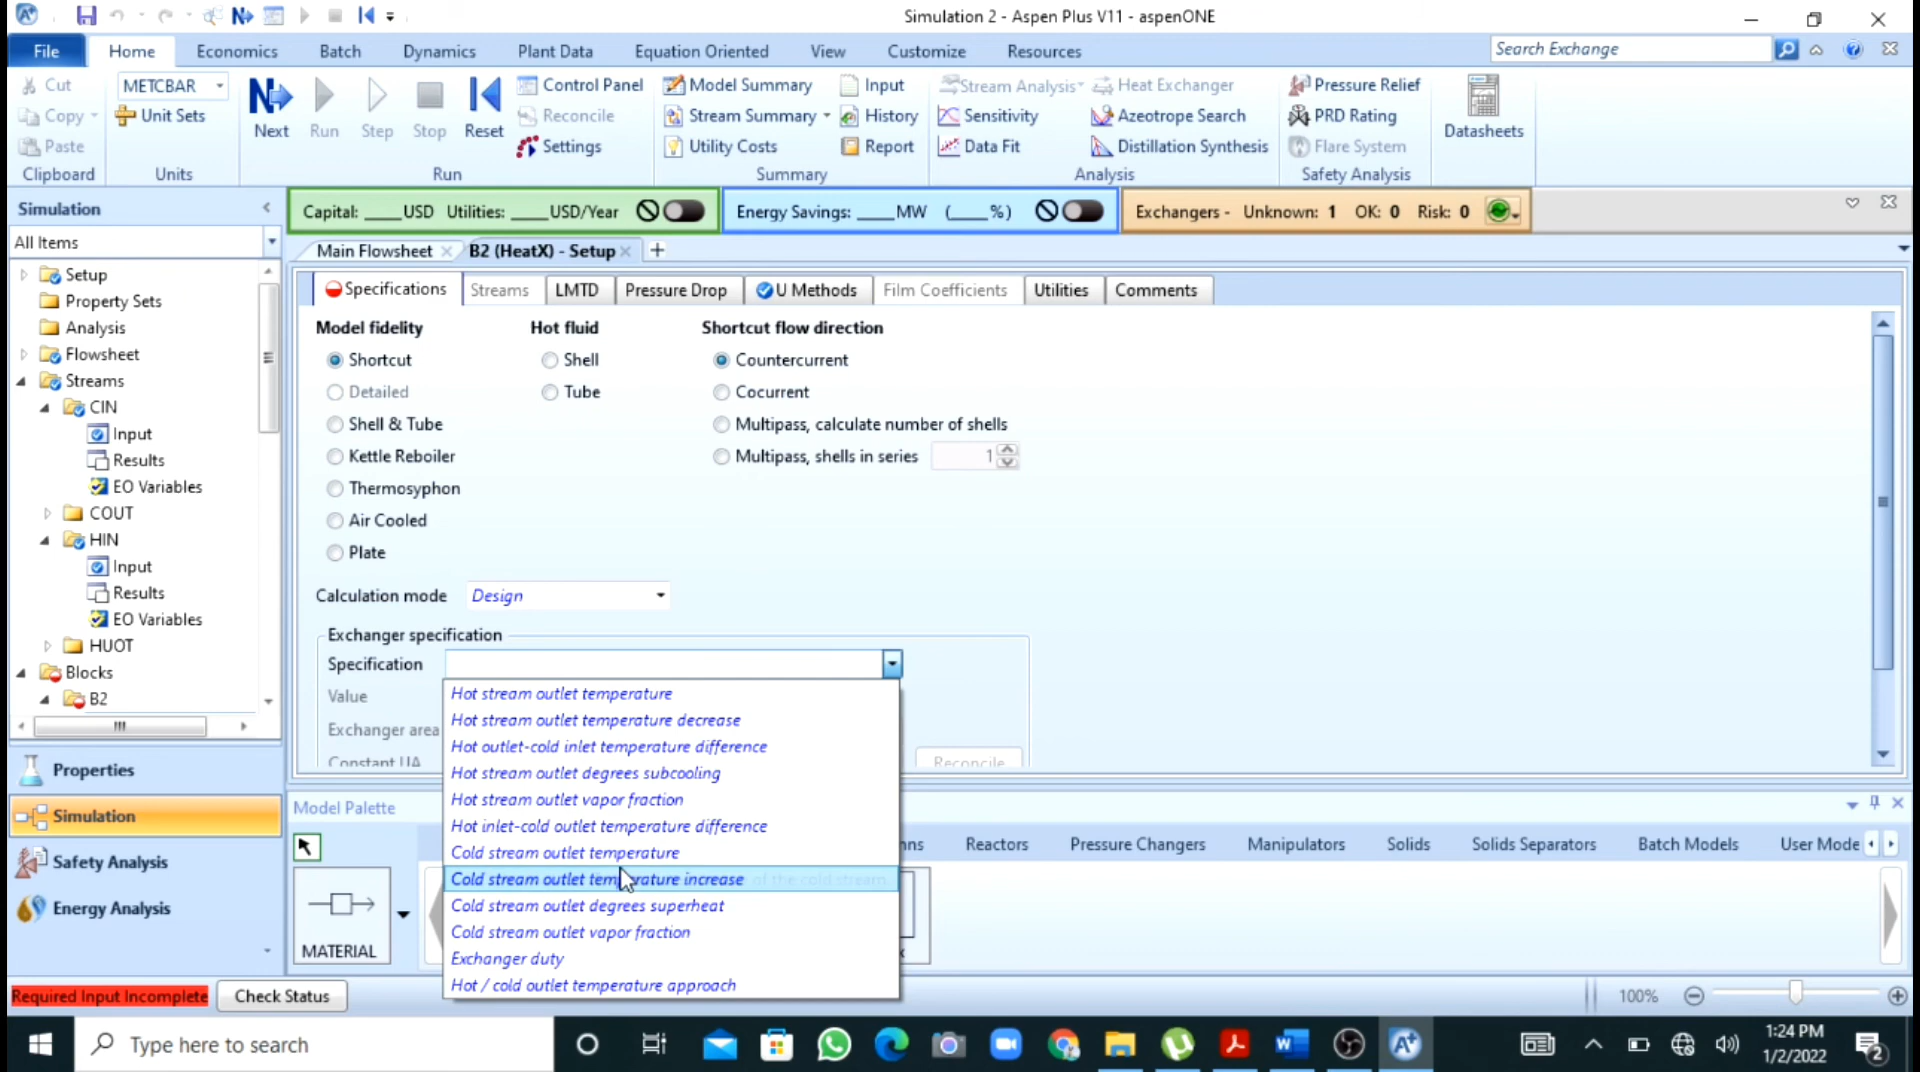 Simulation 2 - Aspen Plus V11 - aspenONE
File Home Economics Batch Dynamics Plant Data Equation Oriented View Customize Resources Search Exchange
Cut METCBAR Control Panel Model Summary Input Stream Analysis Heat Exchanger Pressure Relief
Copy Unit Sets Next Run Step Stop Reset Reconcile Stream Summary History Sensitivity Azeotrope Search PRD Rating Datasheets
Paste Settings Utility Costs Report Data Fit Distillation Synthesis Flare System
Clipboard Units Run Summary Analysis Safety Analysis
Simulation Capital: ____USD Utilities: ____USD/Year Energy Savings: ____MW (____%) Exchangers - Unknown: 1 OK: 0 Risk: 0
All Items Main Flowsheet B2 (HeatX) - Setup
Setup
Property Sets
Analysis
Flowsheet
Streams
CIN
Input
Results
EO Variables
COUT
HIN
Input
Results
EO Variables
HUOT
Blocks
B2
Properties
Simulation
Safety Analysis
Energy Analysis
Specifications Streams LMTD Pressure Drop U Methods Film Coefficients Utilities Comments
Model fidelity Hot fluid Shortcut flow direction
Shortcut Shell Countercurrent
Detailed Tube Cocurrent
Shell & Tube Multipass, calculate number of shells
Kettle Reboiler Multipass, shells in series 1
Thermosyphon
Air Cooled
Plate
Calculation mode Design
Exchanger specification
Specification
Value
Exchanger area
Constant UA Reconcile
Hot stream outlet temperature
Hot stream outlet temperature decrease
Hot outlet-cold inlet temperature difference
Hot stream outlet degrees subcooling
Hot stream outlet vapor fraction
Hot inlet-cold outlet temperature difference
Cold stream outlet temperature
Cold stream outlet temperature increase
Cold stream outlet degrees superheat
Cold stream outlet vapor fraction
Exchanger duty
Hot / cold outlet temperature approach
Model Palette
Reactors Pressure Changers Manipulators Solids Solids Separators Batch Models User Mode
MATERIAL
Required Input Incomplete Check Status 100%
Type here to search 1:24 PM
1/2/2022 2